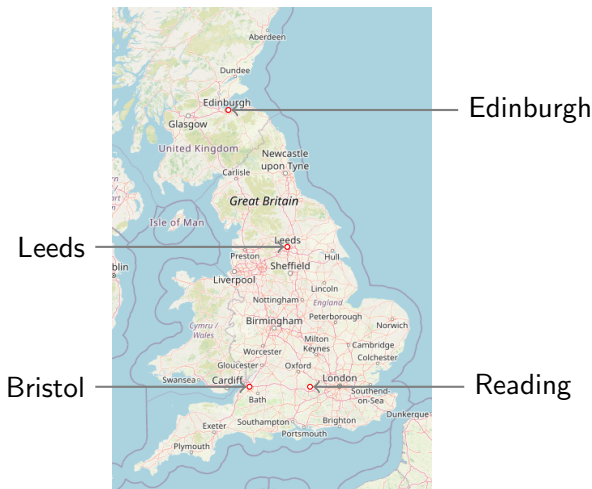 Aberdeen
Dundee
Edinburgh
Edinburgh
Glasgow
United Kingdom
Newcastle
upon Tyne
Carlisle
Great Britain
Isle of Man
Leeds
Leeds
Preston
Hull
Sheffield
Liverpool
blin
Lincoln
Nottingham
England
Peterborough
Norwich
Cymru /
Wales
Birmingham
Milton
Keynes
Cambridge
Worcester
Colchester
Gloucester
Oxford
Bristol
Swansea
Cardiff
London
Reading
Bath
Southend-
on-Sea
Dunkerque
Exeter
Southampton
Brighton
Portsmouth
Plymouth